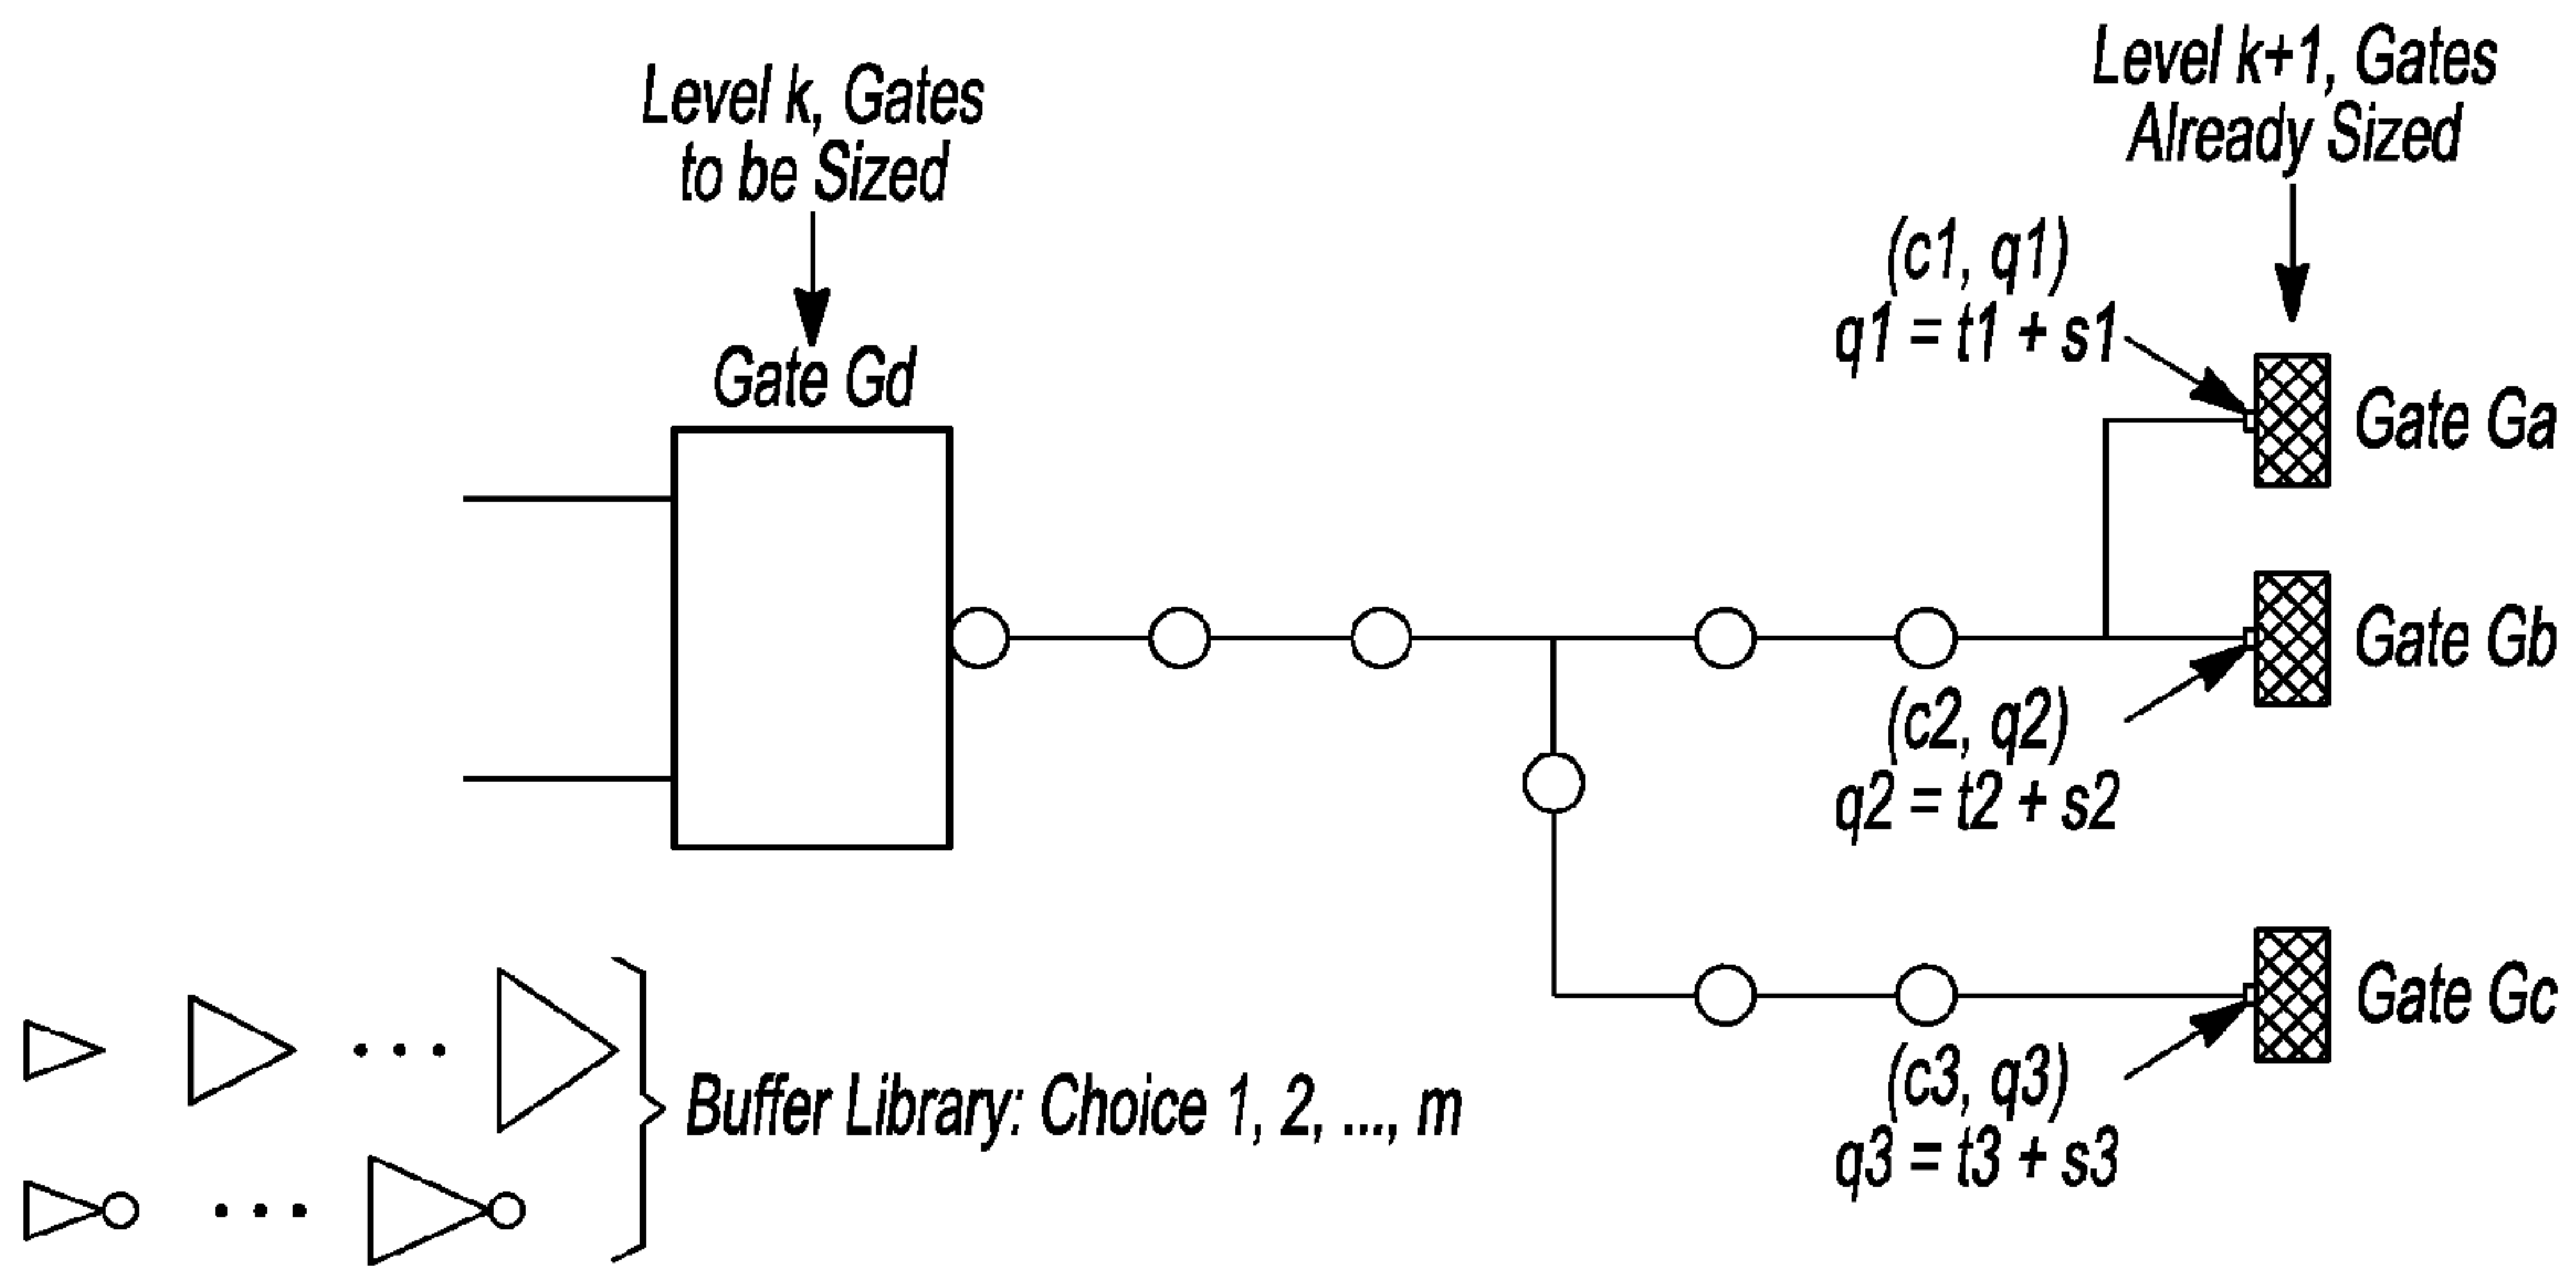 Level k, Gates
to be Sized
Gate Gd
Level k+1, Gates
Already Sized
(c1, q1)
q1 = t1 + s1
Gate Ga
Gate Gb
(c2, q2)
q2 = t2 + s2
Gate Gc
(c3, q3)
q3 = t3 + s3
Buffer Library: Choice 1, 2, ..., m